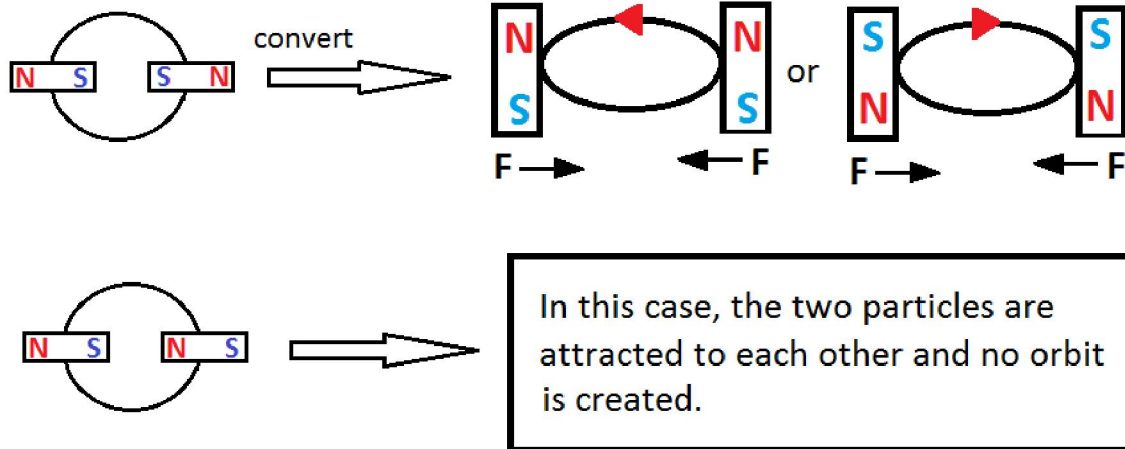 convert
N S S N
N N
S S
F F
or
S S
N N
F F
N S N S
In this case, the two particles are
attracted to each other and no orbit
is created.